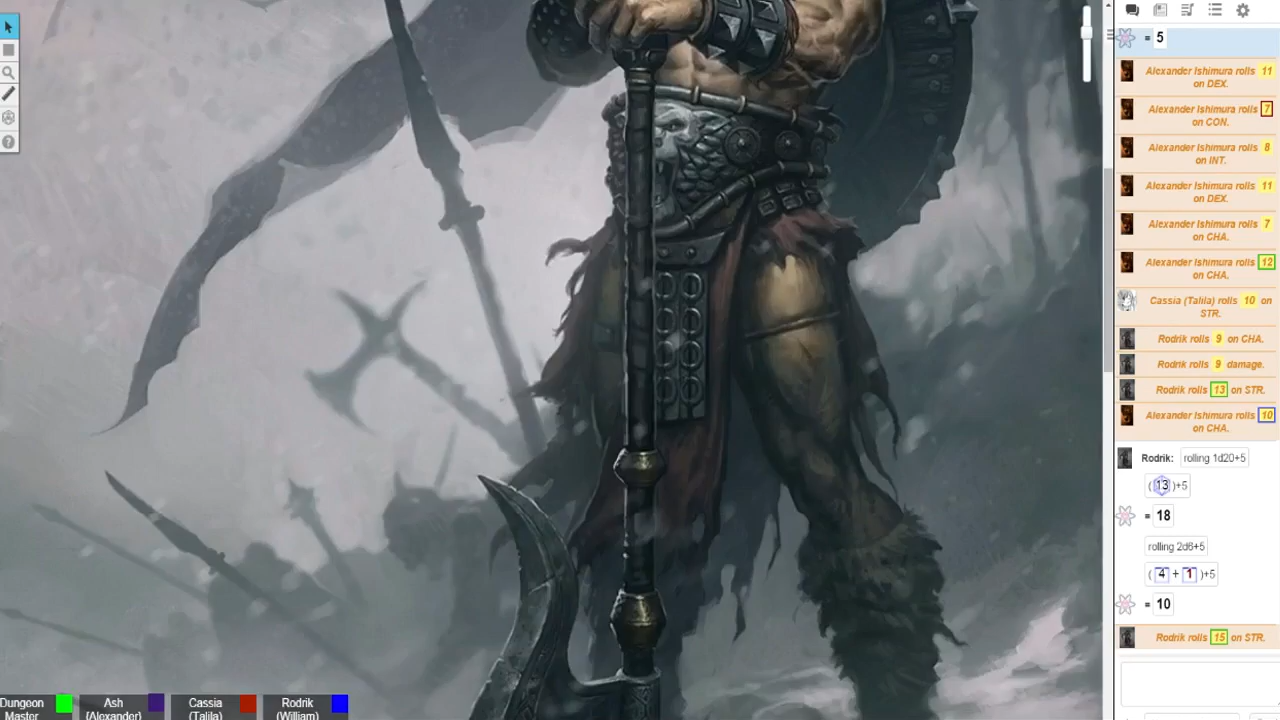 = 5
Alexander Ishimura rolls 11
on DEX.
Alexander Ishimura rolls 7
on CON.
Alexander Ishimura rolls 8
on INT.
Alexander Ishimura rolls 11
on DEX.
Alexander Ishimura rolls 7
on CHA.
Alexander Ishimura rolls 12
on CHA.
Cassia (Talila) rolls 10 on
STR.
Rodrik rolls 9 on CHA.
Rodrik rolls 9 damage.
Rodrik rolls 13 on STR.
Alexander Ishimura rolls 10
on CHA.
Rodrik: rolling 1d20+5
(13)+5
= 18
rolling 2d6+5
(4 + 1)+5
= 10
Rodrik rolls 15 on STR.
Dungeon
Master
Ash
(Alexander)
Cassia
(Talila)
Rodrik
(William)